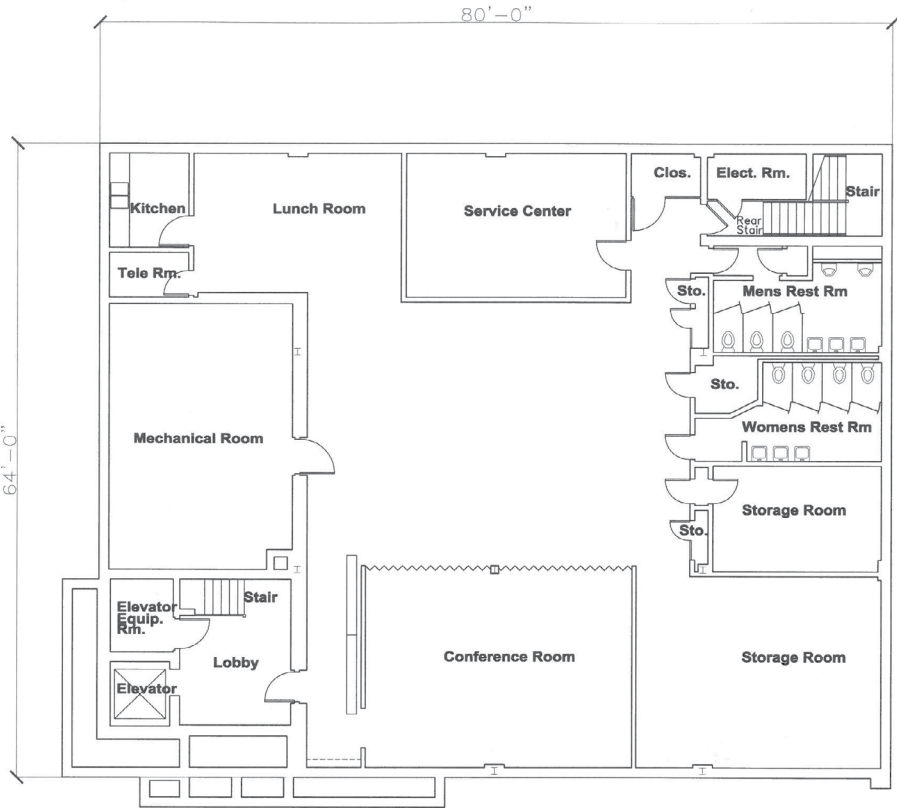 80'-0"
Clos.
Elect. Rm.
Stair
Kitchen
Lunch Room
Service Center
Rear
Stair
Tele Rm.
Sto.
Mens Rest Rm
Sto.
Mechanical Room
Womens Rest Rm
64'-0"
Storage Room
Sto.
Elevator
Equip.
Rm.
Stair
Lobby
Conference Room
Storage Room
Elevator